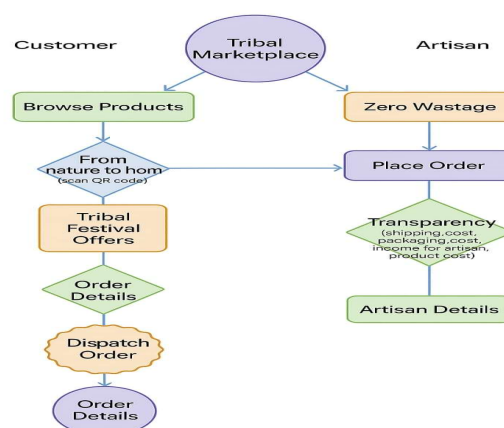 Customer
Tribal
Marketplace
Artisan
Browse Products
Zero Wastage
From
nature to hom
(scan QR code)
Place Order
Tribal
Festival
Offers
Transparency
(shipping,cost,
packaging,cost,
income for artisan,
product cost)
Order
Details
Artisan Details
Dispatch
Order
Order
Details